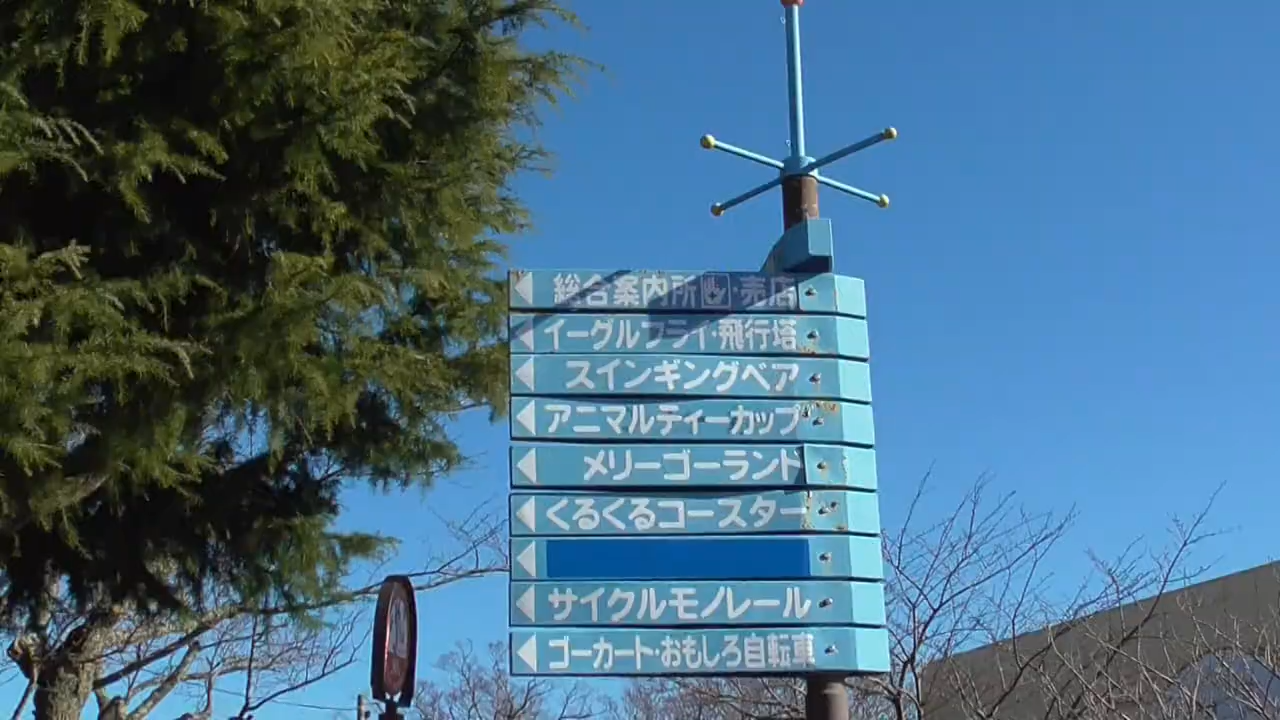 総合案内所・売店
イーグルフライ・飛行塔
スインギングベア
アニマルティーカップ
メリーゴーランド
くるくるコースター
サイクルモノレール
ゴーカート・おもしろ自転車